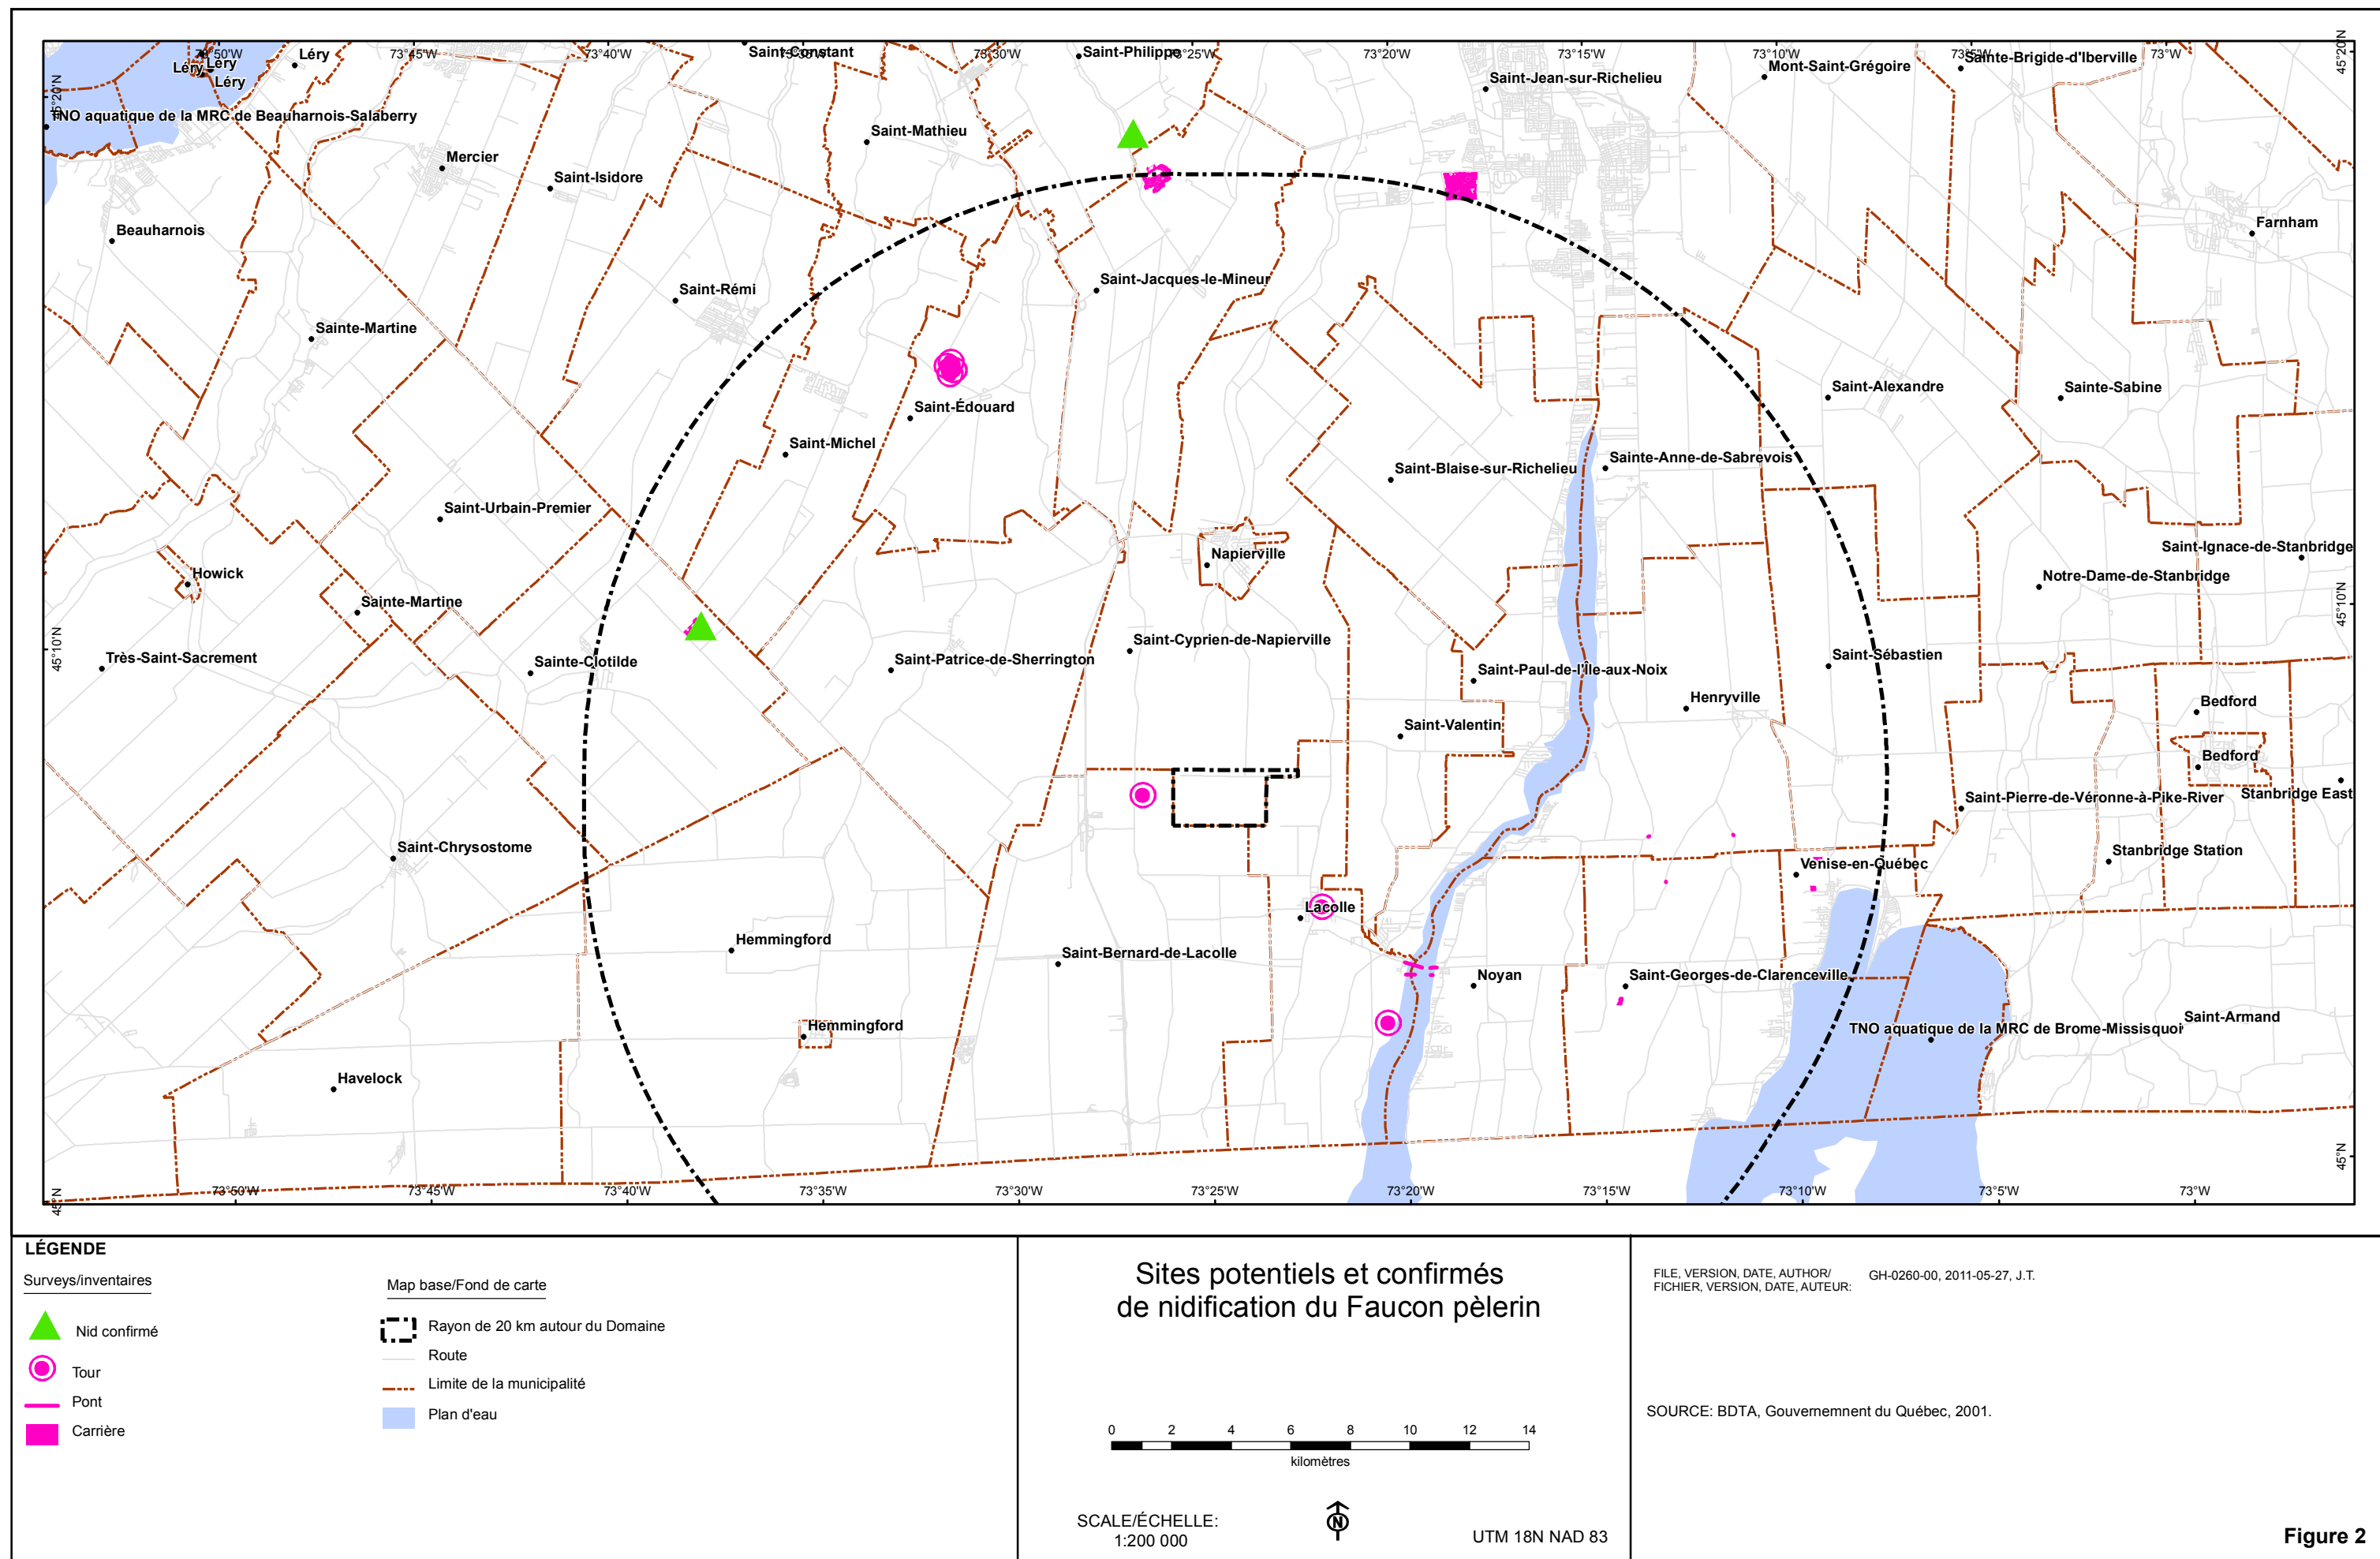 73°50'W
73°45'W
73°40'W
73°35'W
73°30'W
73°25'W
73°20'W
73°15'W
73°10'W
73°5'W
73°W
45°20'N
45°20'N
Saint-Constant
Saint-Philippe
Sainte-Brigide-d'Iberville
Léry
Léry
Léry
Léry
Mont-Saint-Grégoire
Saint-Jean-sur-Richelieu
TNO aquatique de la MRC de Beauharnois-Salaberry
Saint-Mathieu
Mercier
Saint-Isidore
Beauharnois
Farnham
Saint-Rémi
Saint-Jacques-le-Mineur
Sainte-Martine
Saint-Alexandre
Sainte-Sabine
Saint-Édouard
Saint-Michel
Saint-Blaise-sur-Richelieu
Sainte-Anne-de-Sabrevois
Saint-Urbain-Premier
Napierville
Saint-Ignace-de-Stanbridge
Howick
Notre-Dame-de-Stanbridge
Sainte-Martine
45°10'N
45°10'N
Saint-Cyprien-de-Napierville
Très-Saint-Sacrement
Sainte-Clotilde
Saint-Patrice-de-Sherrington
Saint-Sébastien
Saint-Paul-de-l'Île-aux-Noix
Henryville
Bedford
Saint-Valentin
Bedford
Saint-Pierre-de-Véronne-à-Pike-River
Stanbridge East
Saint-Chrysostome
Stanbridge Station
Venise-en-Québec
Lacolle
Hemmingford
Saint-Bernard-de-Lacolle
Noyan
Saint-Georges-de-Clarenceville
Hemmingford
TNO aquatique de la MRC de Brome-Missisquoi
Saint-Armand
Havelock
45°N
45°N
73°50'W
73°45'W
73°40'W
73°35'W
73°30'W
73°25'W
73°20'W
73°15'W
73°10'W
73°5'W
73°W
LÉGENDE
Surveys/inventaires
Nid confirmé
Tour
Pont
Carrière
Map base/Fond de carte
Rayon de 20 km autour du Domaine
Route
Limite de la municipalité
Plan d'eau
Sites potentiels et confirmés
de nidification du Faucon pèlerin
0 2 4 6 8 10 12 14
kilomètres
SCALE/ÉCHELLE:
1:200 000
N
UTM 18N NAD 83
FILE, VERSION, DATE, AUTHOR/
FICHIER, VERSION, DATE, AUTEUR:
GH-0260-00, 2011-05-27, J.T.
SOURCE: BDTA, Gouvernemnent du Québec, 2001.
Figure 2